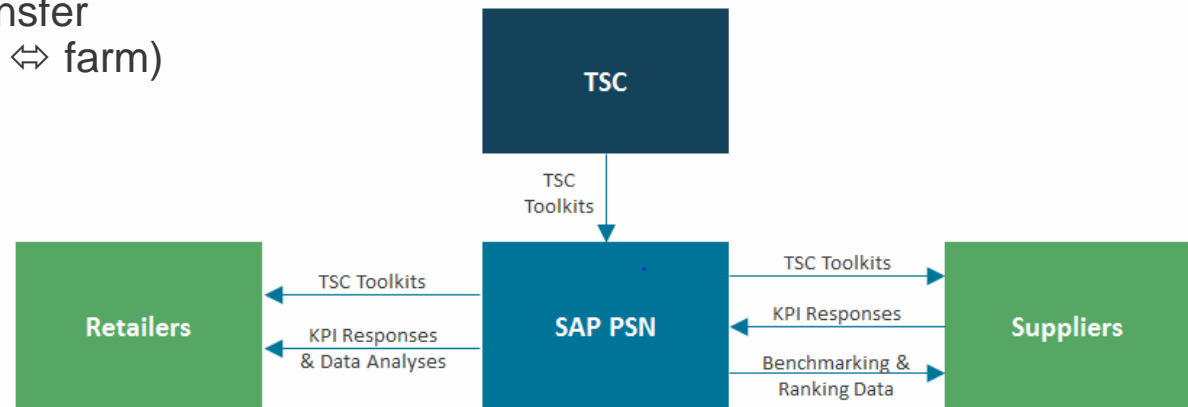 nster
⇔ farm)
TSC
TSC
Toolkits
TSC Toolkits
KPI Responses
& Data Analyses
Retailers
SAP PSN
TSC Toolkits
KPI Responses
Benchmarking &
Ranking Data
Suppliers